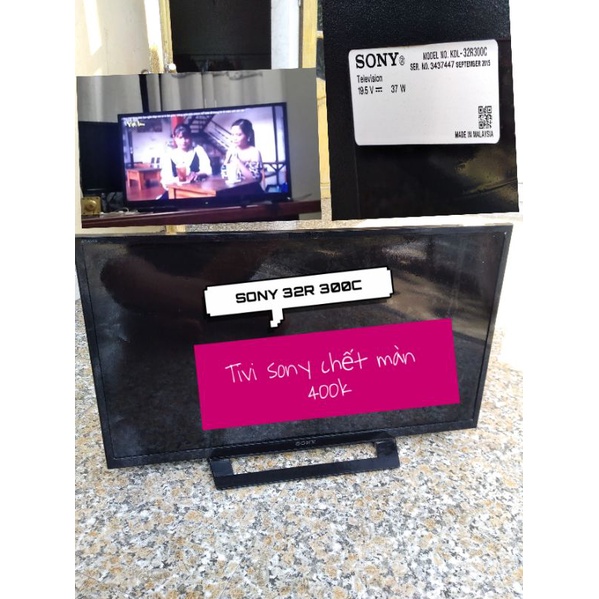 SONY®
MODEL NO. KDL-32R300C
SER. NO. 3437447 SEPTEMBER 2015
Television
19.5 V⎓ 37 W
MADE IN MALAYSIA
SONY 32R 300C
Tivi sony chết màn
400k
SONY